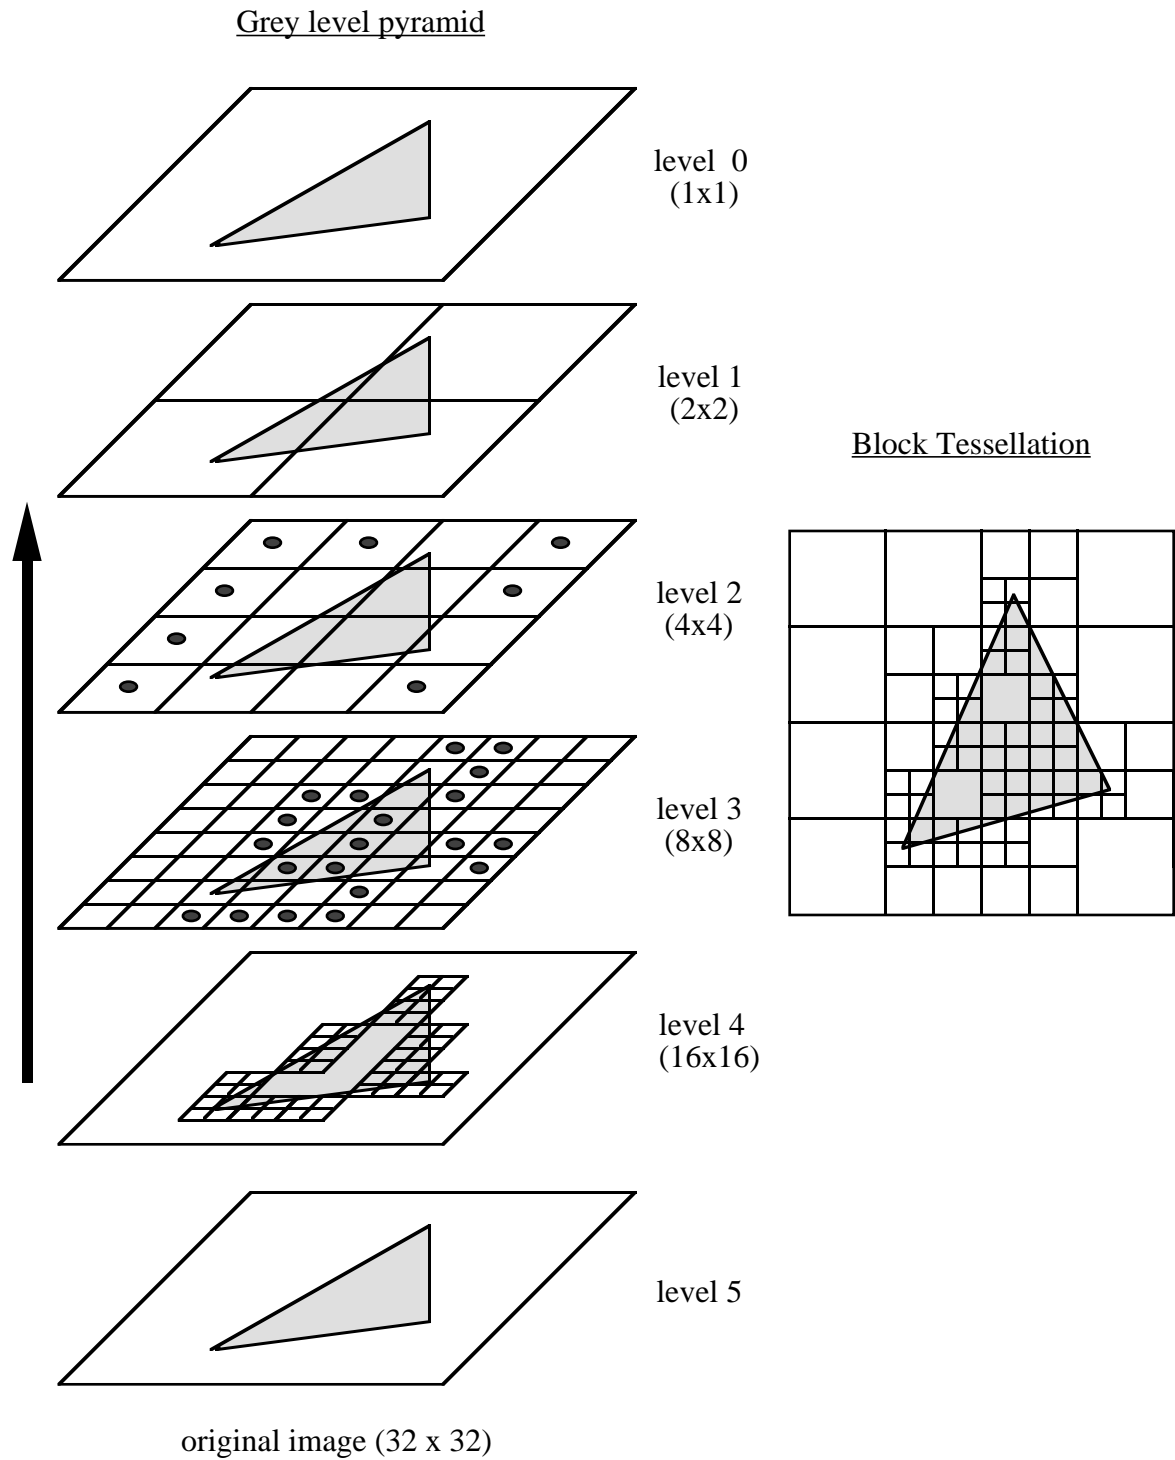 Grey level pyramid
level 0
(1x1)
level 1
(2x2)
Block Tessellation
level 2
(4x4)
level 3
(8x8)
level 4
(16x16)
level 5
original image (32 x 32)